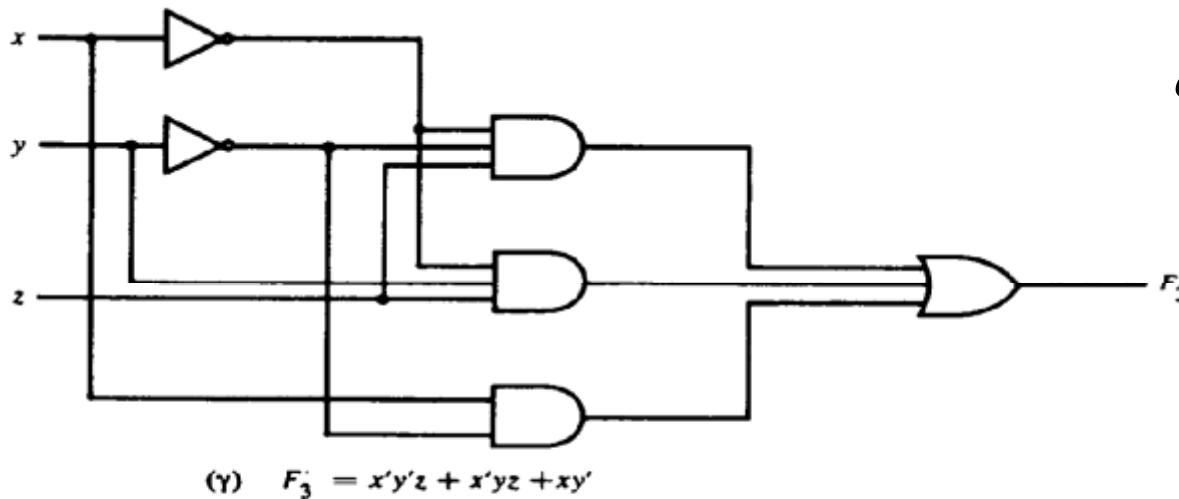 x
y
z
F
(γ) F₃ = x′y′z + x′yz + xy′